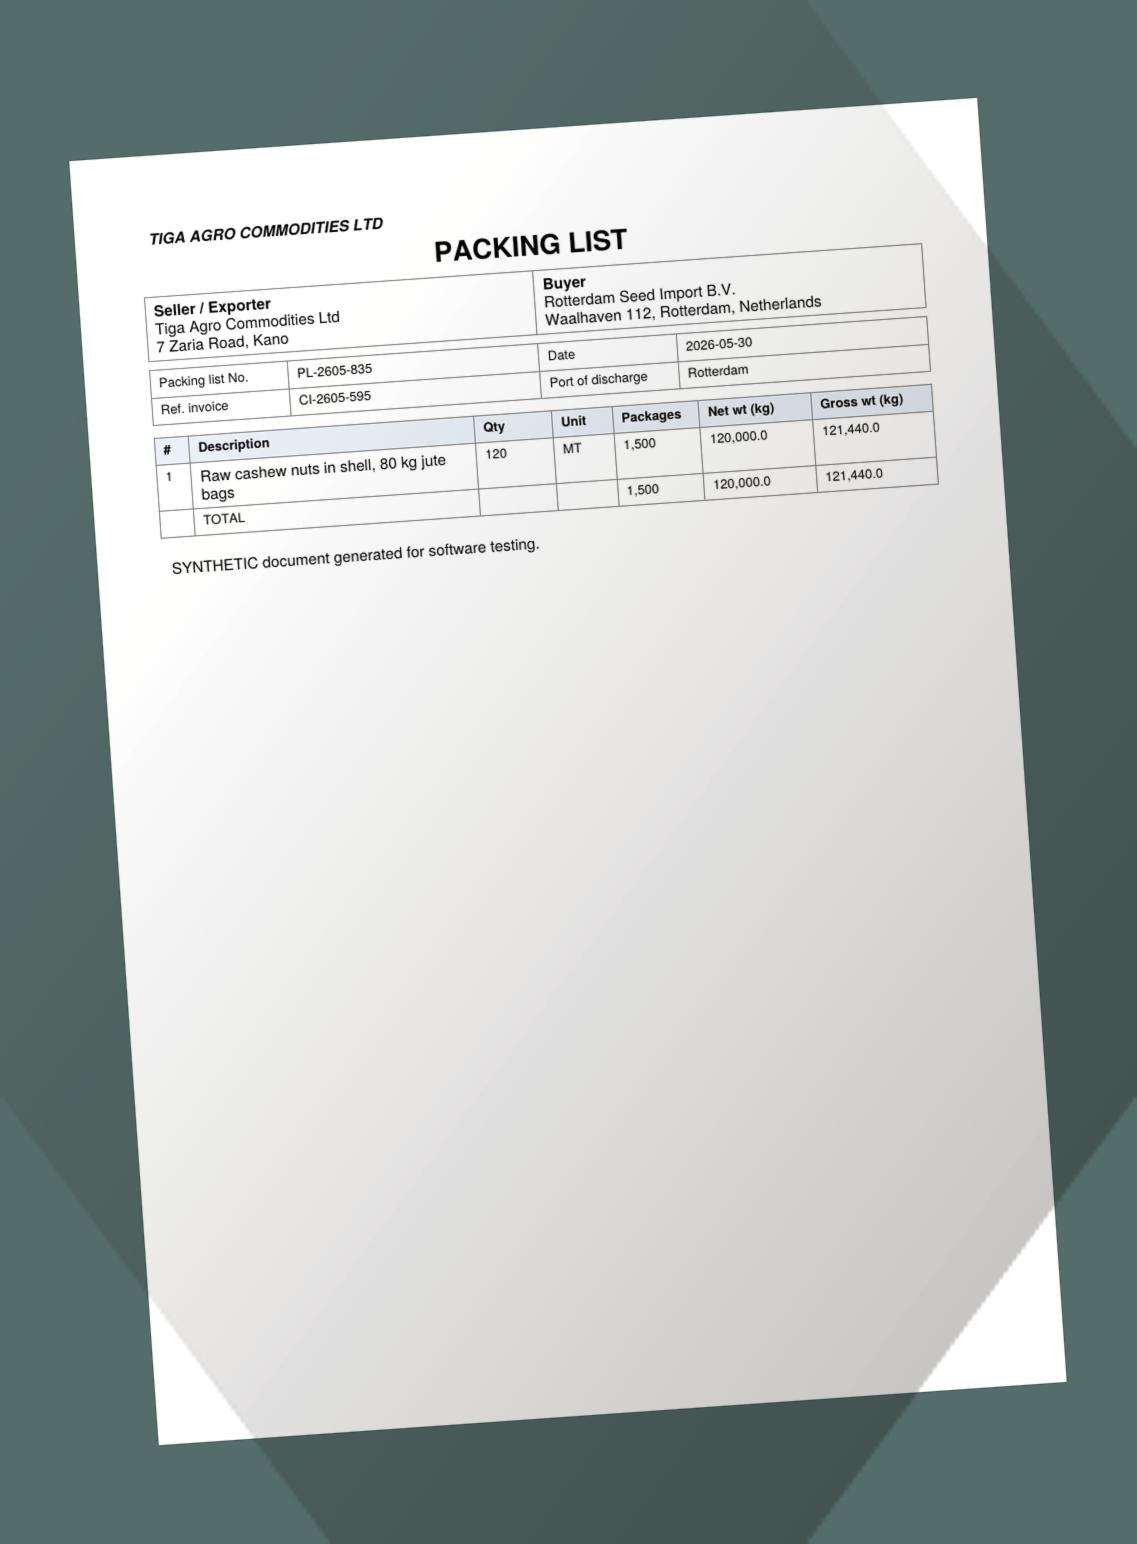 TIGA AGRO COMMODITIES LTD
PACKING LIST
Seller / Exporter
Tiga Agro Commodities Ltd
7 Zaria Road, Kano
Buyer
Rotterdam Seed Import B.V.
Waalhaven 112, Rotterdam, Netherlands
Packing list No. PL-2605-835 Date 2026-05-30
Ref. invoice CI-2605-595 Port of discharge Rotterdam
# Description Qty Unit Packages Net wt (kg) Gross wt (kg)
1 Raw cashew nuts in shell, 80 kg jute 120 MT 1,500 120,000.0 121,440.0
bags
TOTAL 1,500 120,000.0 121,440.0
SYNTHETIC document generated for software testing.